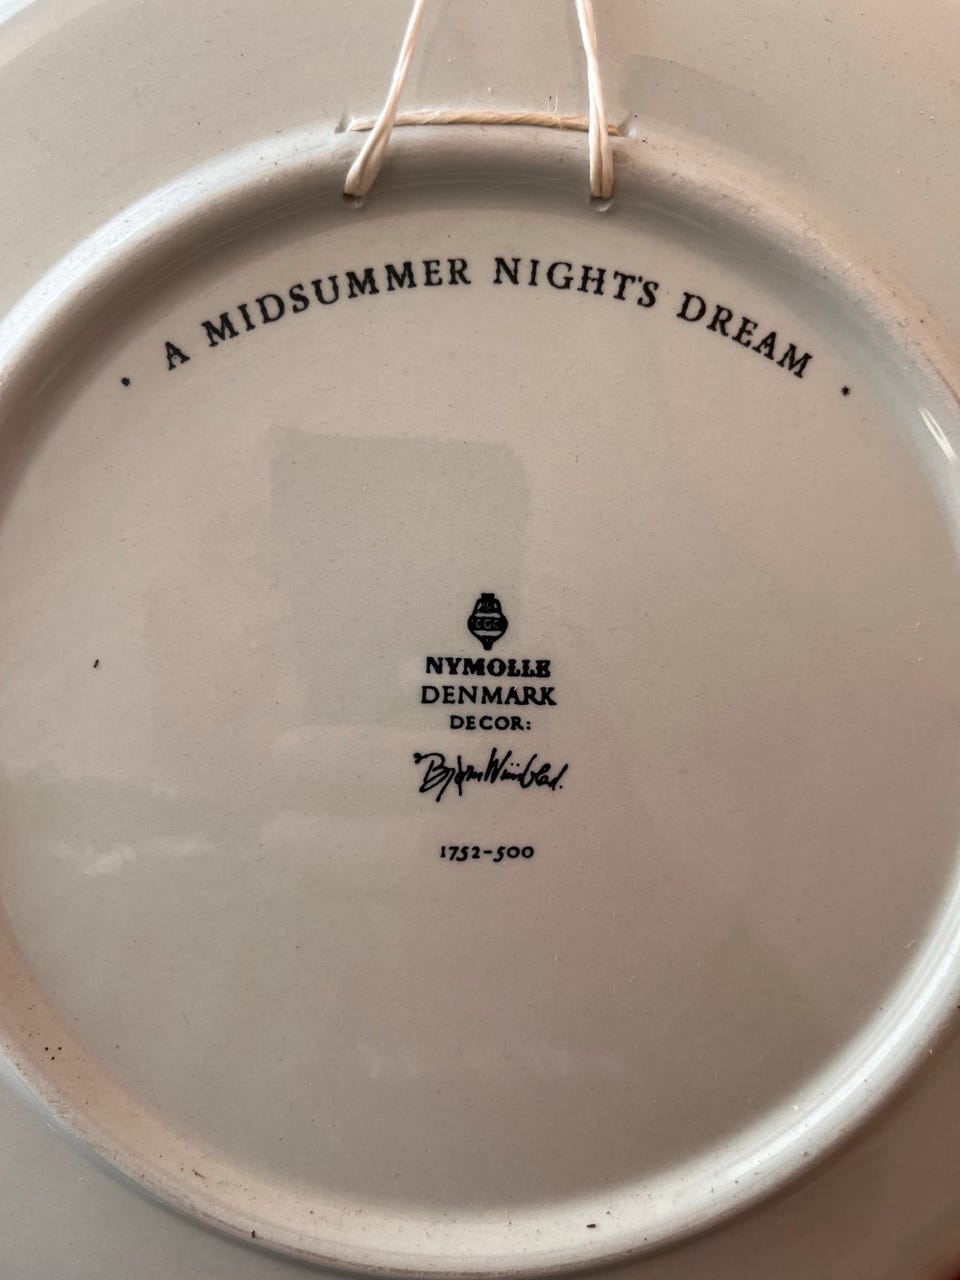 · A MIDSUMMER NIGHT'S DREAM ·
NYMOLLE
DENMARK
DECOR:
Bjørn Wiinblad.
1752-500